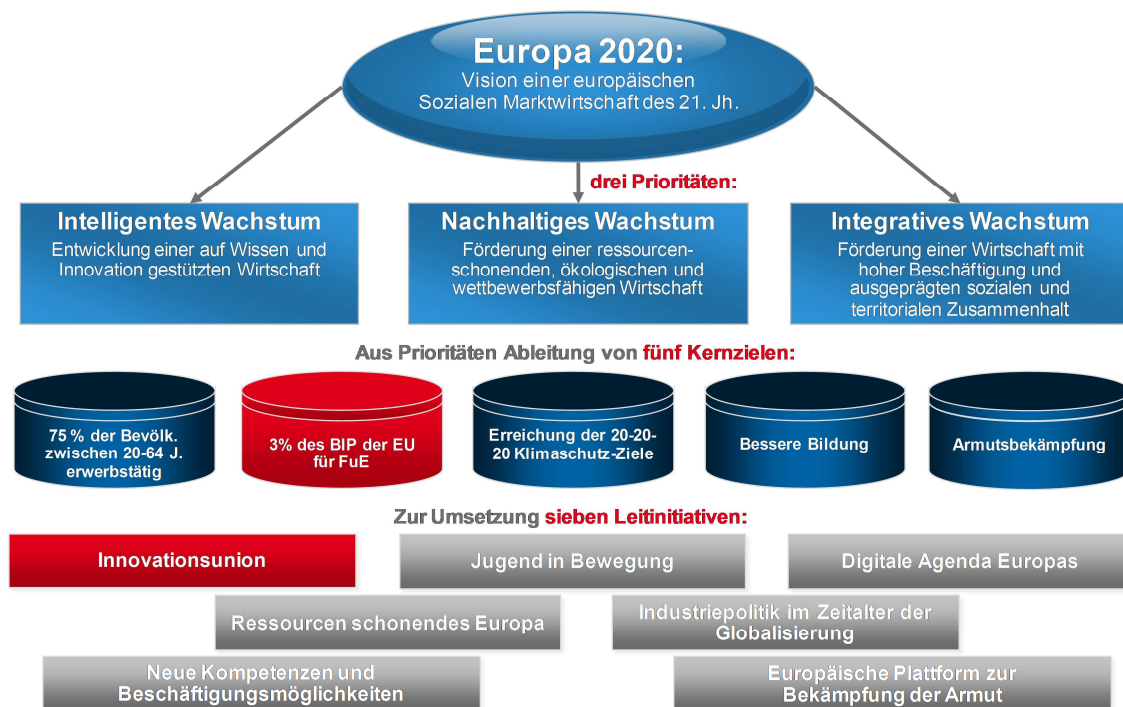 Europa 2020:
Vision einer europäischen
Sozialen Marktwirtschaft des 21. Jh.
drei Prioritäten:
Intelligentes Wachstum
Entwicklung einer auf Wissen und
Innovation gestützten Wirtschaft
Nachhaltiges Wachstum
Förderung einer ressourcen-
schonenden, ökologischen und
wettbewerbsfähigen Wirtschaft
Integratives Wachstum
Förderung einer Wirtschaft mit
hoher Beschäftigung und
ausgeprägten sozialen und
territorialen Zusammenhalt
Aus Prioritäten Ableitung von fünf Kernzielen:
75 % der Bevölk.
zwischen 20-64 J.
erwerbstätig
3% des BIP der EU
für FuE
Erreichung der 20-20-
20 Klimaschutz-Ziele
Bessere Bildung
Armutsbekämpfung
Zur Umsetzung sieben Leitinitiativen:
Innovationsunion
Jugend in Bewegung
Digitale Agenda Europas
Ressourcen schonendes Europa
Industriepolitik im Zeitalter der
Globalisierung
Neue Kompetenzen und
Beschäftigungsmöglichkeiten
Europäische Plattform zur
Bekämpfung der Armut